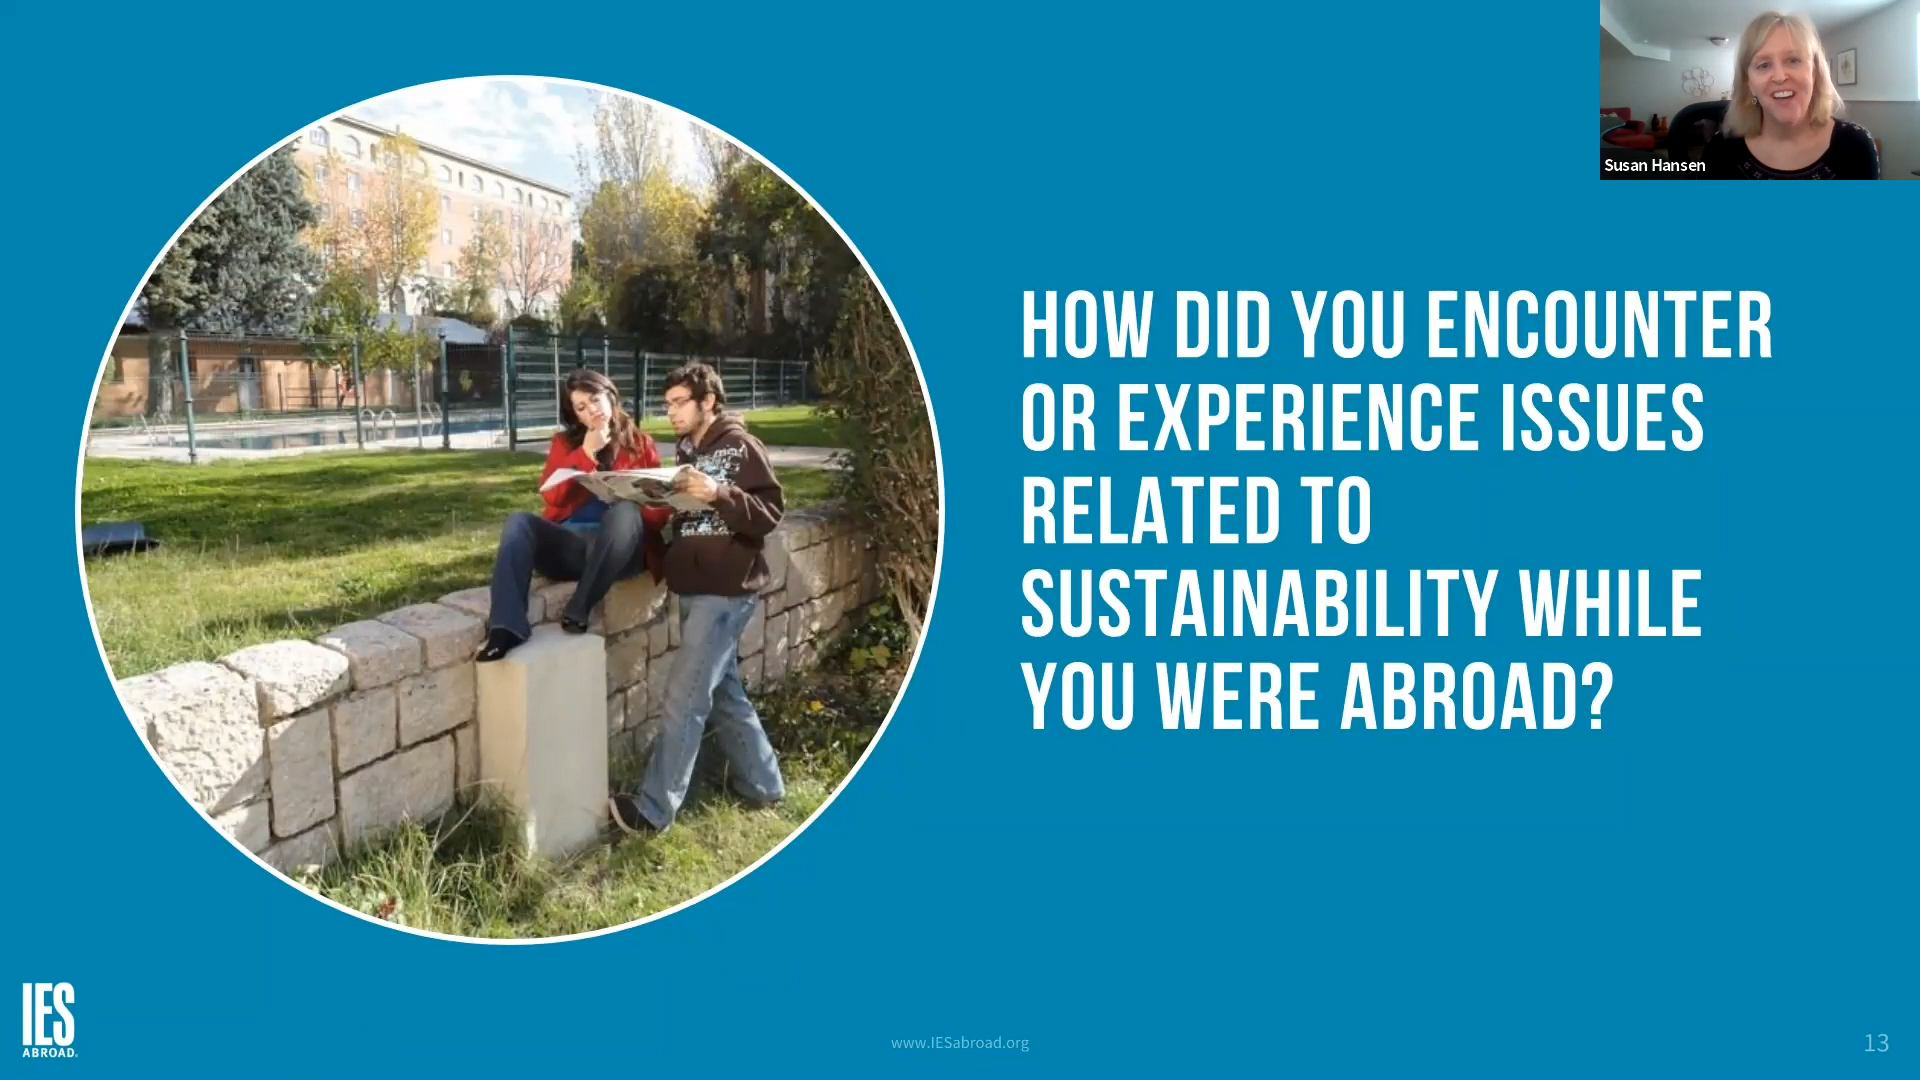 Susan Hansen
HOW DID YOU ENCOUNTER
OR EXPERIENCE ISSUES
RELATED TO
SUSTAINABILITY WHILE
YOU WERE ABROAD?
IES
ABROAD.
www.IESabroad.org
13